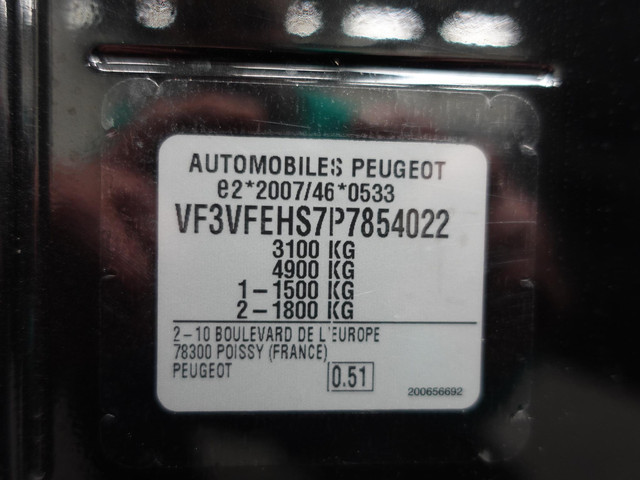 AUTOMOBILES PEUGEOT
e2*2007/46*0533
VF3VFEHS7P7854022
3100 KG
4900 KG
1-1500 KG
2-1800 KG
2-10 BOULEVARD DE L'EUROPE
78300 POISSY (FRANCE)
PEUGEOT
0.51
200656692